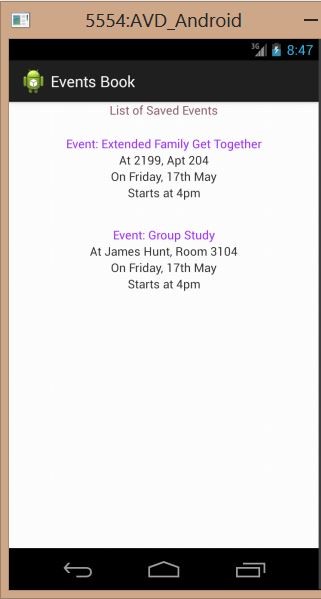 5554:AVD_Android
3G 8:47
Events Book
List of Saved Events
Event: Extended Family Get Together
At 2199, Apt 204
On Friday, 17th May
Starts at 4pm
Event: Group Study
At James Hunt, Room 3104
On Friday, 17th May
Starts at 4pm